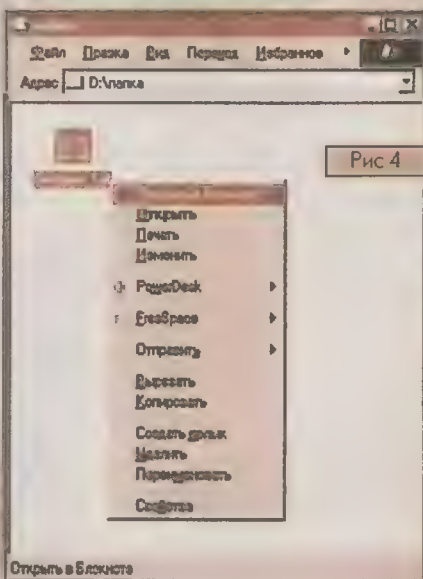 Файл Правка Вид Переход Избранное
Адрес D:\папка
Рис 4
Открыть
Печать
Изменить
PowerDesk
FreeSpace
Отправить
Вырезать
Копировать
Создать ярлык
Удалить
Переименовать
Свойства
Открыть в Блокноте